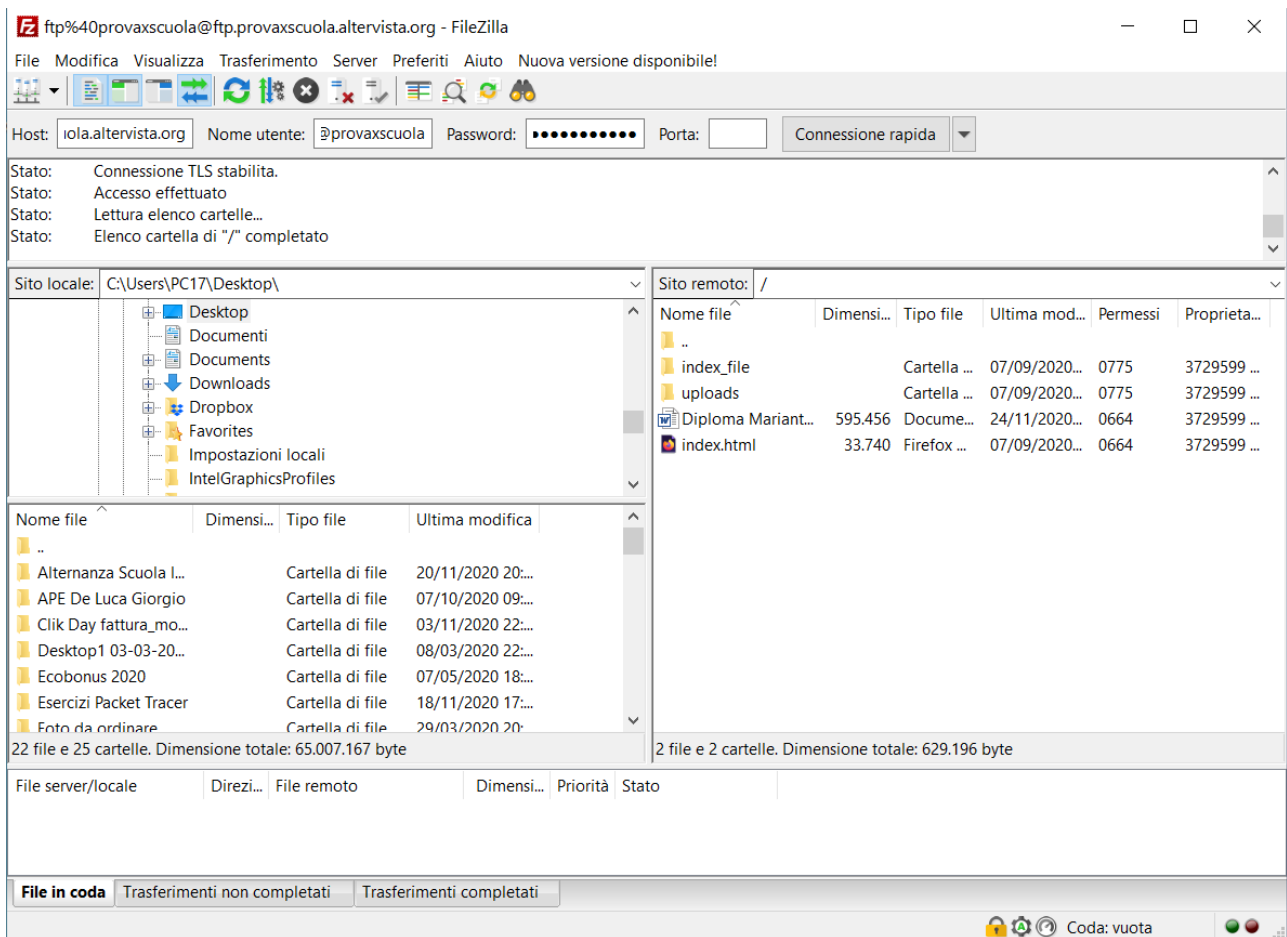 ftp%40provaxscuola@ftp.provaxscuola.altervista.org - FileZilla
File Modifica Visualizza Trasferimento Server Preferiti Aiuto Nuova versione disponibile!
Host: ıola.altervista.org Nome utente: @provaxscuola Password: ●●●●●●●●●●● Porta: Connessione rapida
Stato: Connessione TLS stabilita.
Stato: Accesso effettuato
Stato: Lettura elenco cartelle...
Stato: Elenco cartella di "/" completato
Sito locale: C:\Users\PC17\Desktop\
Desktop
Documenti
Documents
Downloads
Dropbox
Favorites
Impostazioni locali
IntelGraphicsProfiles
Nome file Dimensi... Tipo file Ultima modifica
..
Alternanza Scuola l... Cartella di file 20/11/2020 20:...
APE De Luca Giorgio Cartella di file 07/10/2020 09:...
Clik Day fattura_mo... Cartella di file 03/11/2020 22:...
Desktop1 03-03-20... Cartella di file 08/03/2020 22:...
Ecobonus 2020 Cartella di file 07/05/2020 18:...
Esercizi Packet Tracer Cartella di file 18/11/2020 17:...
Foto da ordinare Cartella di file 29/03/2020 20:
22 file e 25 cartelle. Dimensione totale: 65.007.167 byte
Sito remoto: /
Nome file Dimensi... Tipo file Ultima mod... Permessi Proprieta...
..
index_file Cartella ... 07/09/2020... 0775 3729599 ...
uploads Cartella ... 07/09/2020... 0775 3729599 ...
Diploma Mariant... 595.456 Docume... 24/11/2020... 0664 3729599 ...
index.html 33.740 Firefox ... 07/09/2020... 0664 3729599 ...
2 file e 2 cartelle. Dimensione totale: 629.196 byte
File server/locale Direzi... File remoto Dimensi... Priorità Stato
File in coda Trasferimenti non completati Trasferimenti completati
Coda: vuota